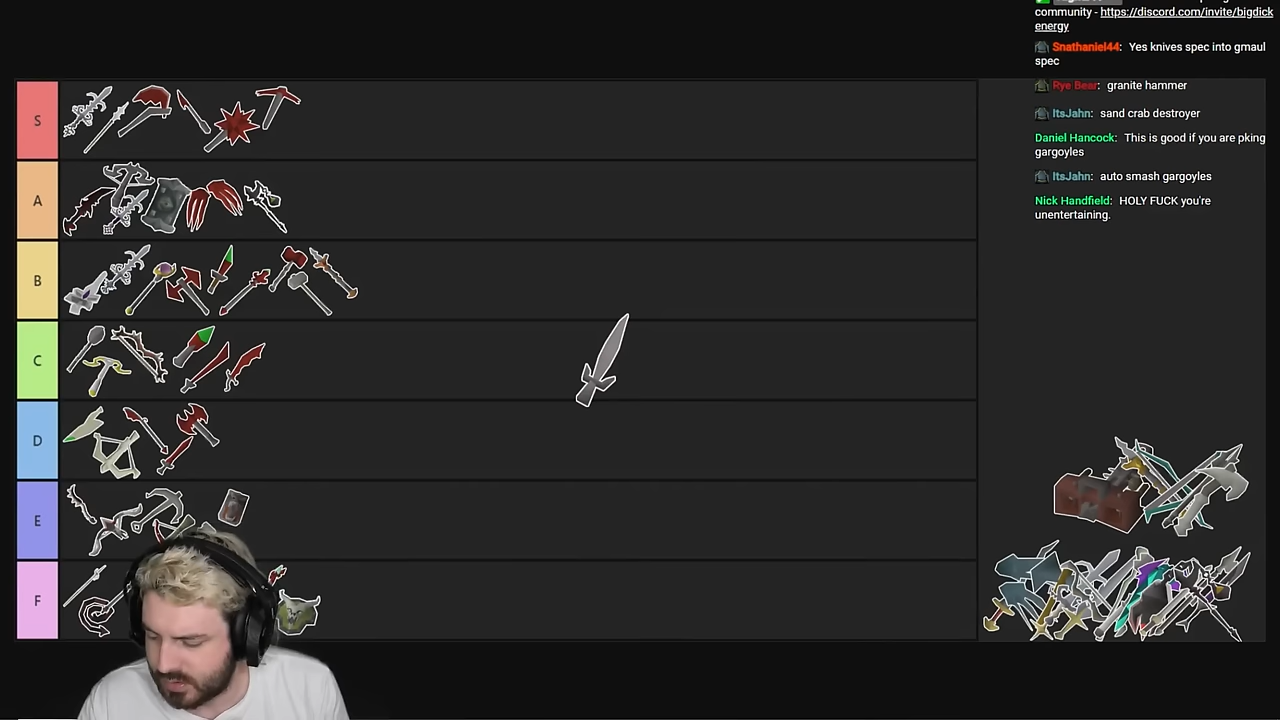 community - https://discord.com/invite/bigdick
energy
Snathaniel44: Yes knives spec into gmaul
spec
Rye Bear: granite hammer
ItsJahn: sand crab destroyer
Daniel Hancock: This is good if you are pking
gargoyles
ItsJahn: auto smash gargoyles
Nick Handfield: HOLY FUCK you're
unentertaining.
S
A
B
C
D
E
F